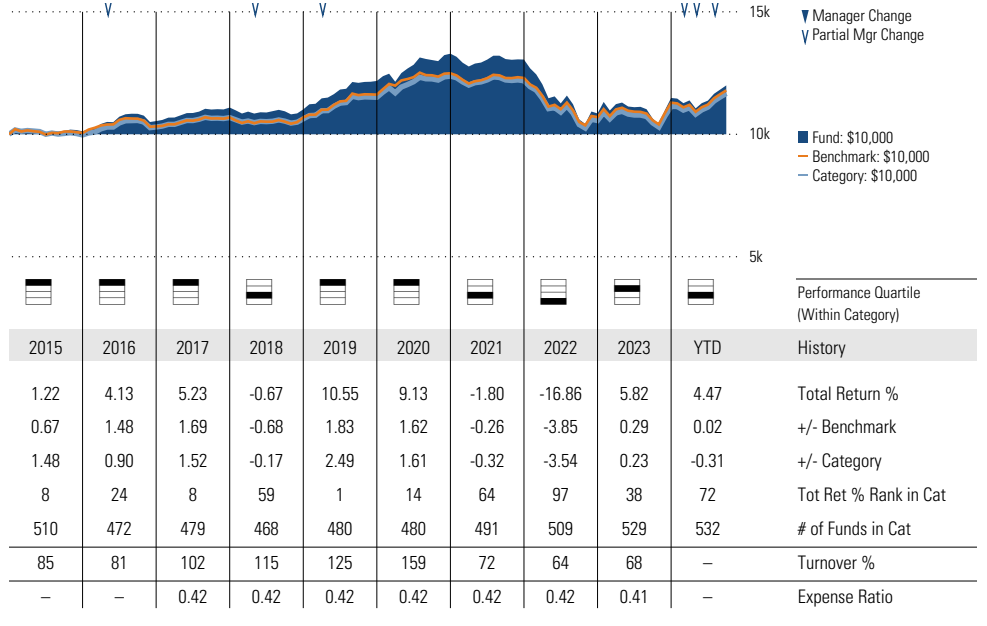 15k
Manager Change
Partial Mgr Change
10k
Fund: $10,000
Benchmark: $10,000
Category: $10,000
5k
Performance Quartile
(Within Category)
2015 2016 2017 2018 2019 2020 2021 2022 2023 YTD History
1.22 4.13 5.23 -0.67 10.55 9.13 -1.80 -16.86 5.82 4.47 Total Return %
0.67 1.48 1.69 -0.68 1.83 1.62 -0.26 -3.85 0.29 0.02 +/- Benchmark
1.48 0.90 1.52 -0.17 2.49 1.61 -0.32 -3.54 0.23 -0.31 +/- Category
8 24 8 59 1 14 64 97 38 72 Tot Ret % Rank in Cat
510 472 479 468 480 480 491 509 529 532 # of Funds in Cat
85 81 102 115 125 159 72 64 68 – Turnover %
– – 0.42 0.42 0.42 0.42 0.42 0.42 0.41 – Expense Ratio